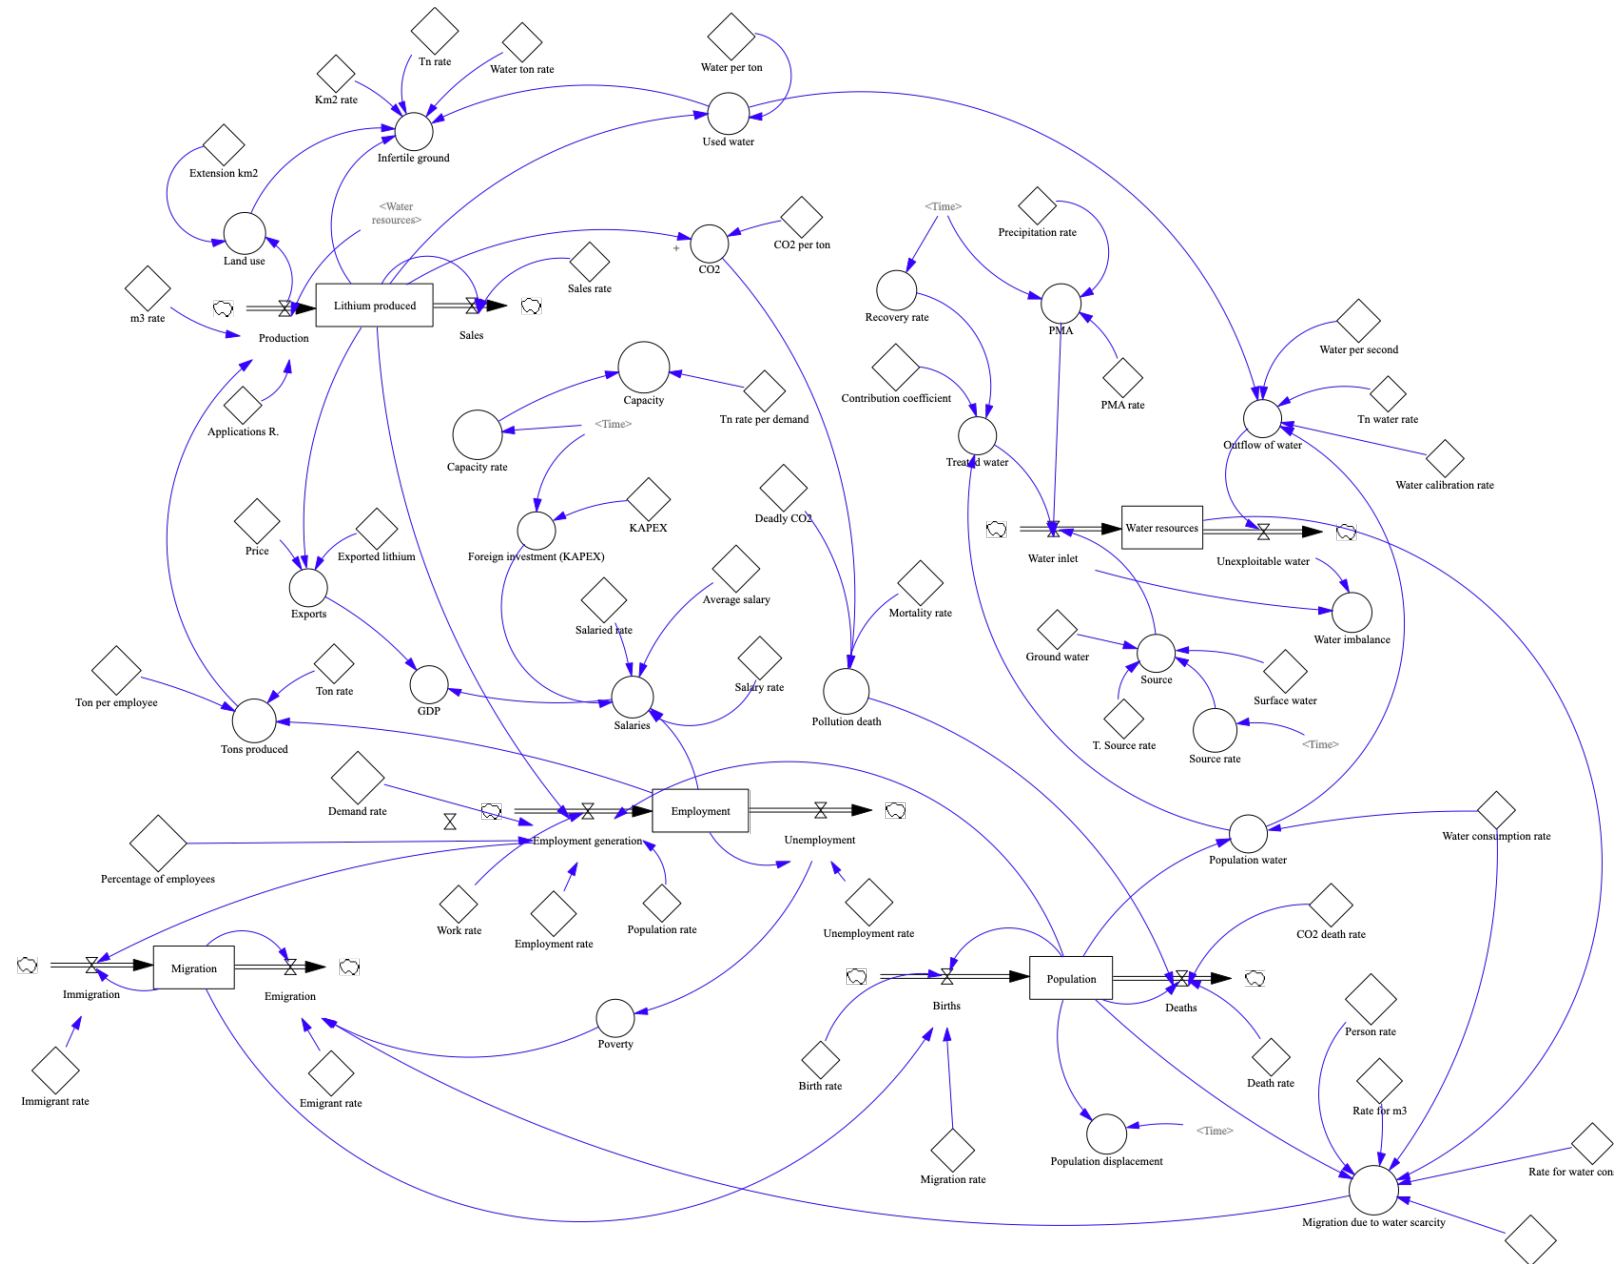 Tn rate
Water ton rate
Water per ton
Km2 rate
Used water
Infertile ground
Extension km2
<Water
resources>
<Time>
Precipitation rate
CO2 per ton
Land use
+
CO2
Sales rate
m3 rate
Lithium produced
Recovery rate
PMA
Production
Sales
Water per second
Capacity
Contribution coefficient
PMA rate
Tn rate per demand
Tn water rate
Applications R.
<Time>
Outflow of water
Capacity rate
Treated water
Water calibration rate
Deadly CO2
KAPEX
Water resources
Price
Exported lithium
Foreign investment (KAPEX)
Water inlet
Unexploitable water
Average salary
Exports
Mortality rate
Salaried rate
Water imbalance
Ground water
Source
Salary rate
Surface water
Ton per employee
Ton rate
GDP
Salaries
Pollution death
T. Source rate
<Time>
Tons produced
Source rate
Demand rate
Employment
Employment generation
Unemployment
Water consumption rate
Population water
Percentage of employees
Work rate
Employment rate
Population rate
Unemployment rate
CO2 death rate
Migration
Population
Immigration
Emigration
Births
Deaths
Person rate
Poverty
Birth rate
Death rate
Immigrant rate
Emigrant rate
Rate for m3
<Time>
Population displacement
Migration rate
Rate for water con
Migration due to water scarcity